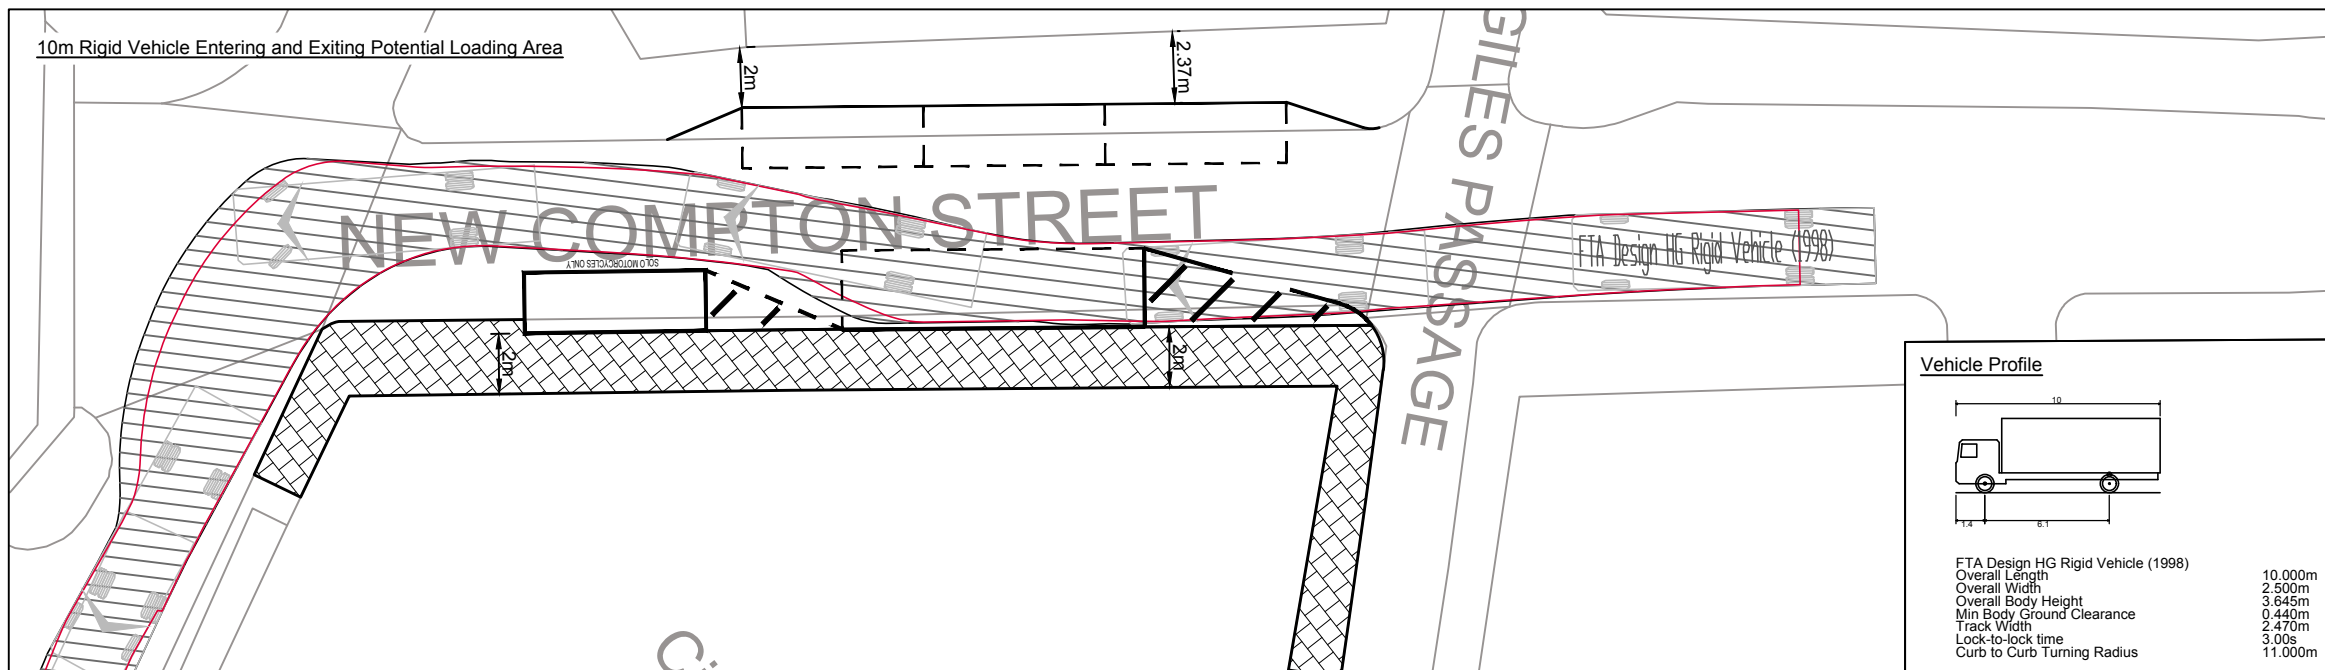 10m Rigid Vehicle Entering and Exiting Potential Loading Area
2m
2.37m
GILES PASSAGE
NEW COMPTON STREET
FTA Design HG Rigid Vehicle (1998)
SOLO MOTORCYCLES ONLY
2m
2m
Vehicle Profile
10
1.4
6.1
FTA Design HG Rigid Vehicle (1998)
Overall Length 10.000m
Overall Width 2.500m
Overall Body Height 3.645m
Min Body Ground Clearance 0.440m
Track Width 2.470m
Lock-to-lock time 3.00s
Curb to Curb Turning Radius 11.000m